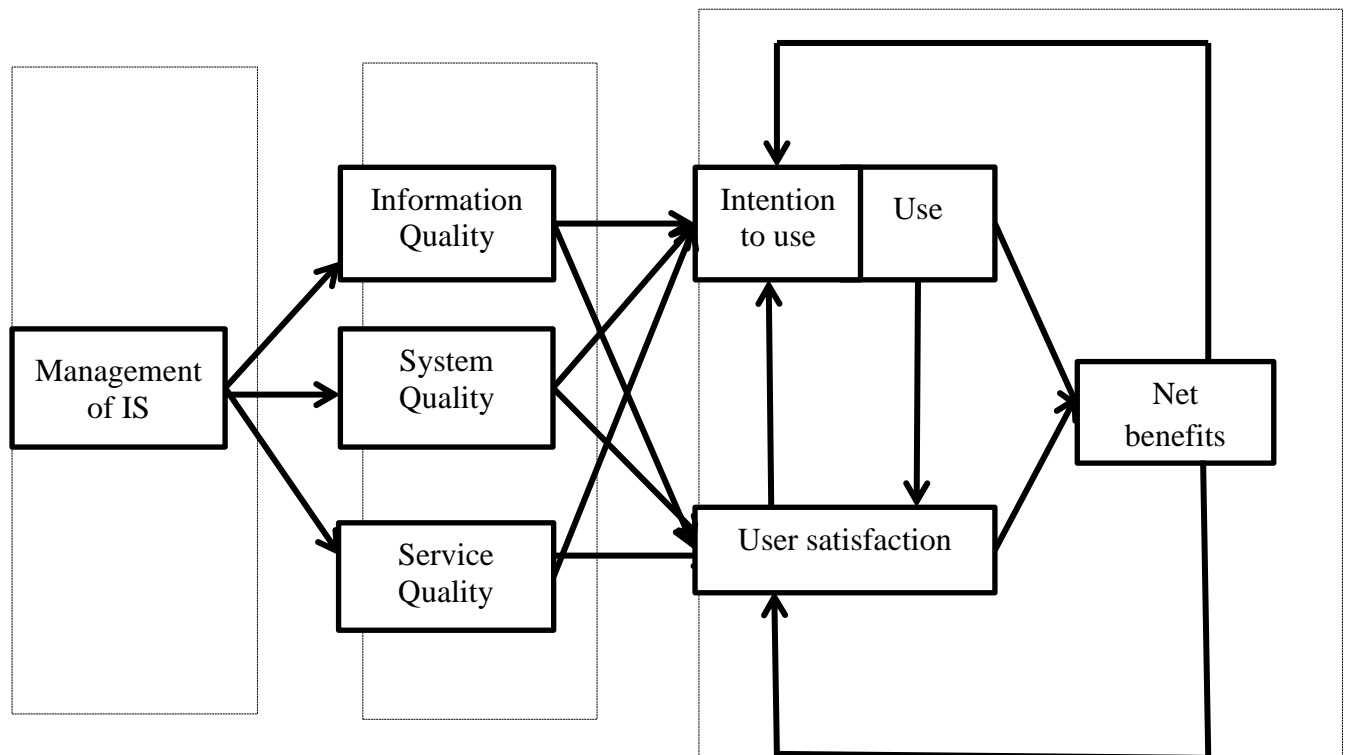 Information
Quality
Intention
to use
Use
Management
of IS
System
Quality
Net
benefits
Service
Quality
User satisfaction